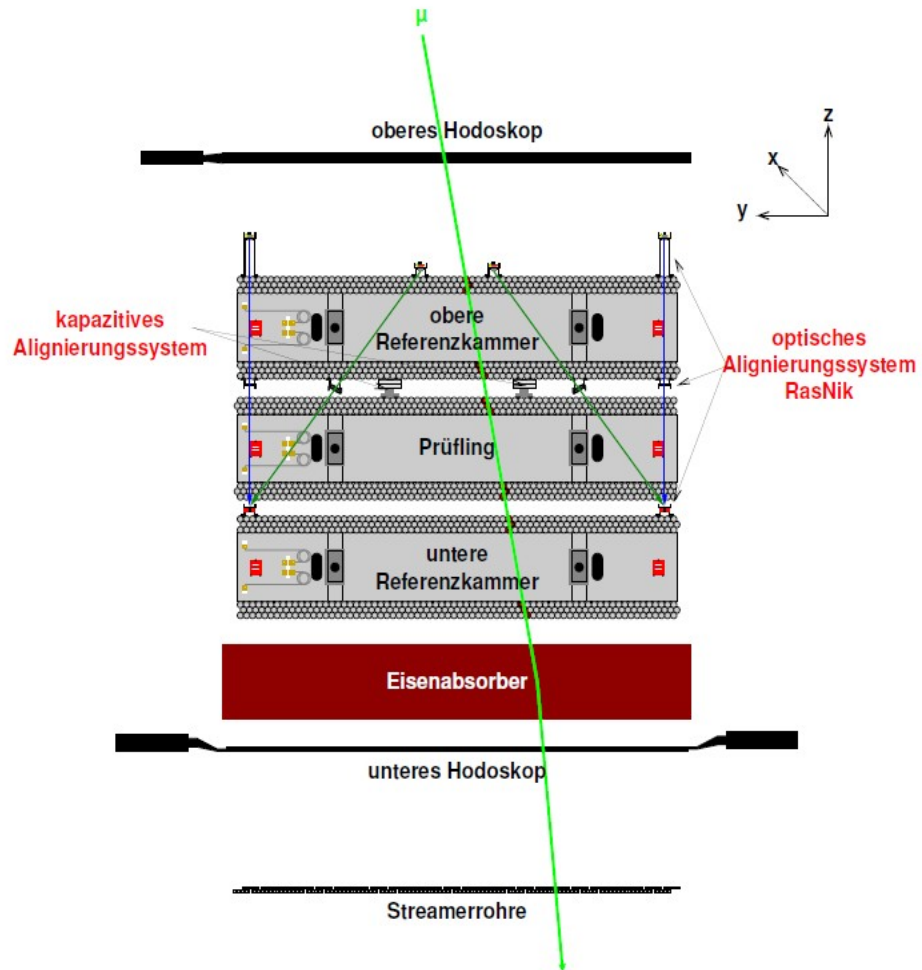 μ
oberes Hodoskop
z
x
y
kapazitives
Alignierungssystem
obere
Referenzkammer
optisches
Alignierungssystem
RasNik
Prüfling
untere
Referenzkammer
Eisenabsorber
unteres Hodoskop
Streamerrohre